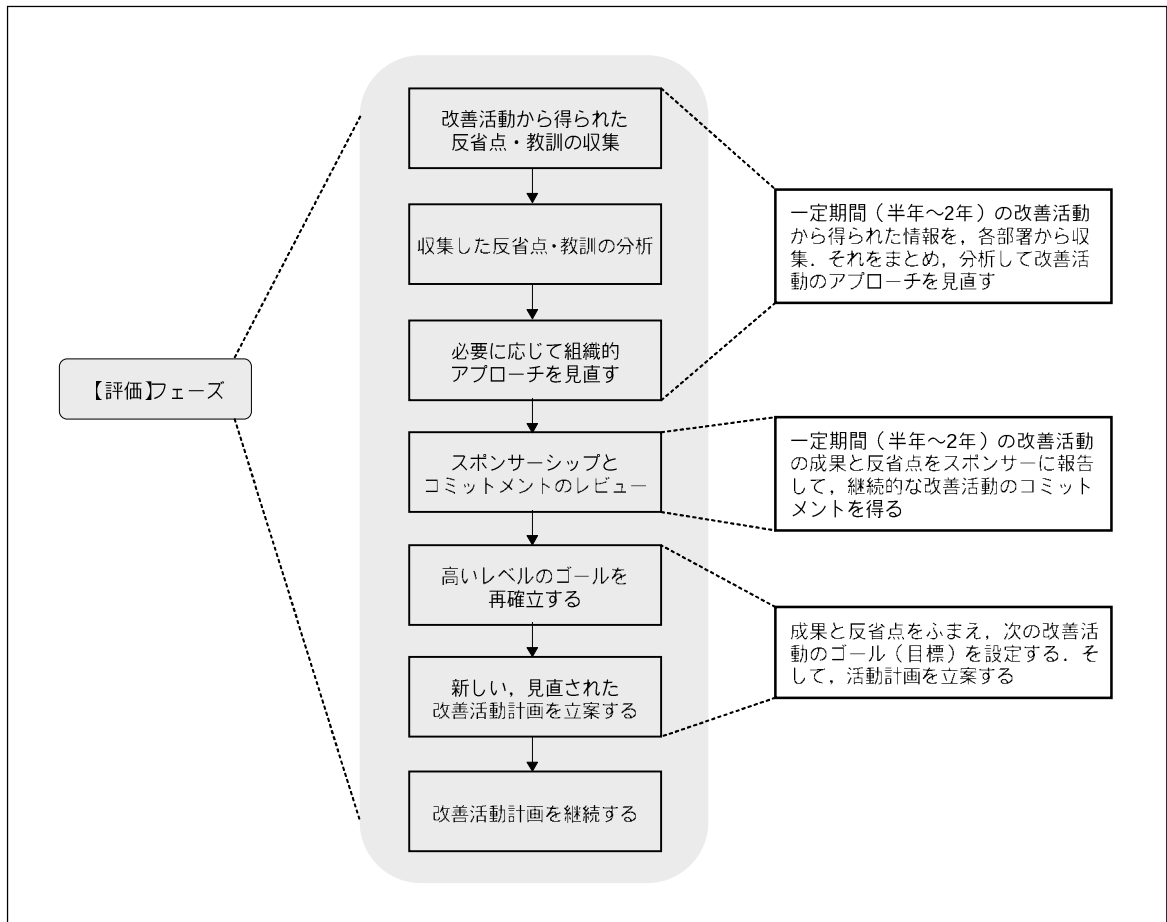 改善活動から得られた
反省点・教訓の収集
収集した反省点・教訓の分析
必要に応じて組織的
アプローチを見直す
スポンサーシップと
コミットメントのレビュー
高いレベルのゴールを
再確立する
新しい，見直された
改善活動計画を立案する
改善活動計画を継続する
【評価】フェーズ
一定期間（半年〜2年）の改善活動
から得られた情報を，各部署から収
集．それをまとめ，分析して改善活
動のアプローチを見直す
一定期間（半年〜2年）の改善活動
の成果と反省点をスポンサーに報告
して，継続的な改善活動のコミット
メントを得る
成果と反省点をふまえ，次の改善活
動のゴール（目標）を設定する．そ
して，活動計画を立案する